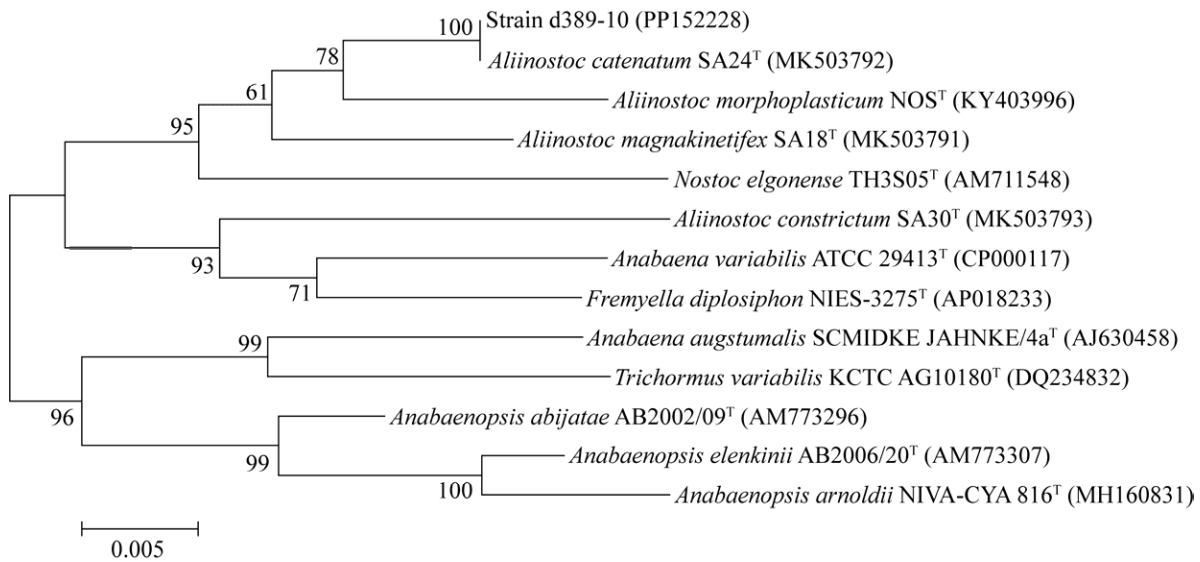 100 Strain d389-10 (PP152228)
78 Aliinostoc catenatum SA24ᵀ (MK503792)
61 Aliinostoc morphoplasticum NOSᵀ (KY403996)
95 Aliinostoc magnakinetifex SA18ᵀ (MK503791)
Nostoc elgonense TH3S05ᵀ (AM711548)
Aliinostoc constrictum SA30ᵀ (MK503793)
93 Anabaena variabilis ATCC 29413ᵀ (CP000117)
71 Fremyella diplosiphon NIES-3275ᵀ (AP018233)
99 Anabaena augstumalis SCMIDKE JAHNKE/4aᵀ (AJ630458)
Trichormus variabilis KCTC AG10180ᵀ (DQ234832)
96 Anabaenopsis abijatae AB2002/09ᵀ (AM773296)
99 Anabaenopsis elenkinii AB2006/20ᵀ (AM773307)
100 Anabaenopsis arnoldii NIVA-CYA 816ᵀ (MH160831)
0.005